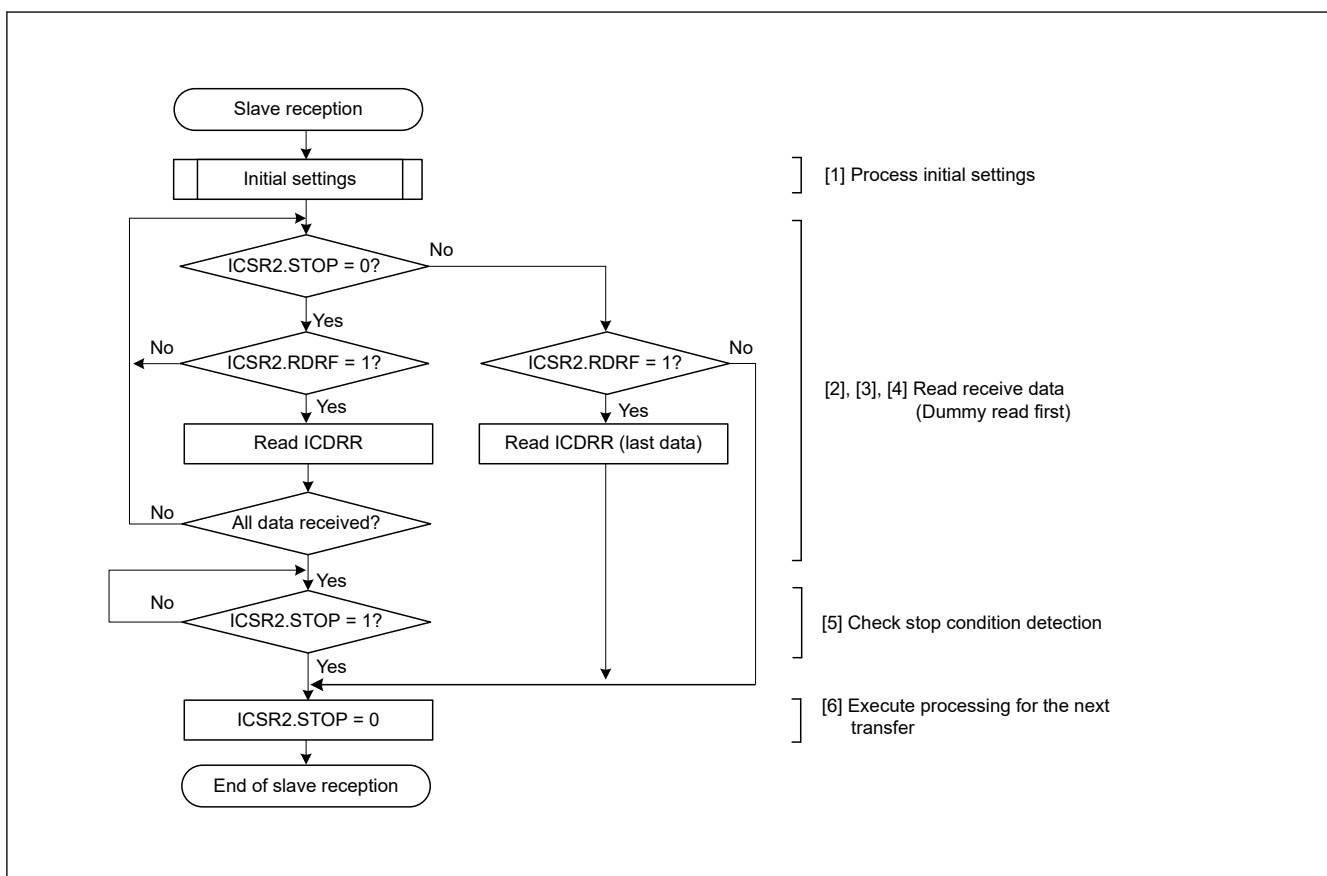 Slave reception
Initial settings
[1] Process initial settings
ICSR2.STOP = 0?
No
Yes
No
ICSR2.RDRF = 1?
ICSR2.RDRF = 1?
No
[2], [3], [4] Read receive data
(Dummy read first)
Yes
Yes
Read ICDRR
Read ICDRR (last data)
No
All data received?
Yes
No
ICSR2.STOP = 1?
[5] Check stop condition detection
Yes
ICSR2.STOP = 0
[6] Execute processing for the next
transfer
End of slave reception